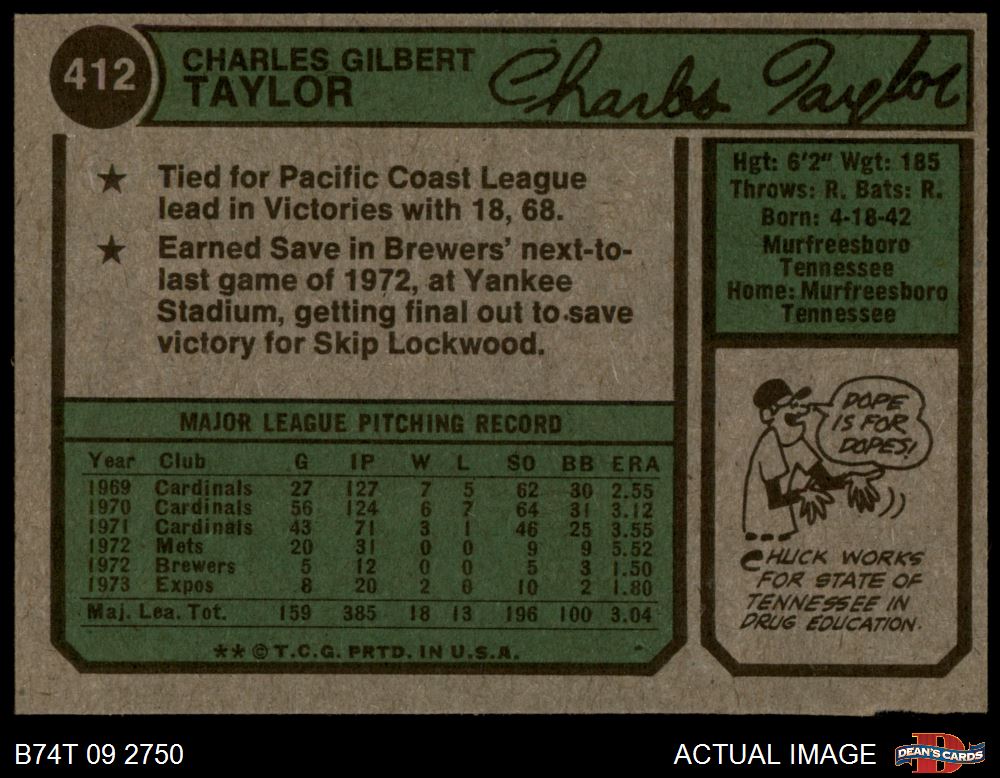 412
CHARLES GILBERT
TAYLOR
Charles Taylor
★ Tied for Pacific Coast League
lead in Victories with 18, 68.
★ Earned Save in Brewers' next-to-
last game of 1972, at Yankee
Stadium, getting final out to save
victory for Skip Lockwood.
Hgt: 6'2" Wgt: 185
Throws: R. Bats: R.
Born: 4-18-42
Murfreesboro
Tennessee
Home: Murfreesboro
Tennessee
MAJOR LEAGUE PITCHING RECORD
Year Club G IP W L SO BB ERA
1969 Cardinals 27 127 7 5 62 30 2.55
1970 Cardinals 56 124 6 7 64 31 3.12
1971 Cardinals 43 71 3 1 46 25 3.55
1972 Mets 20 31 0 0 9 9 5.52
1972 Brewers 5 12 0 0 5 3 1.50
1973 Expos 8 20 2 0 10 2 1.80
Maj. Lea. Tot. 159 385 18 13 196 100 3.04
** © T.C.G. PRTD. IN U.S.A.
DOPE
IS FOR
DOPES!
CHUCK WORKS
FOR STATE OF
TENNESSEE IN
DRUG EDUCATION.
B74T 09 2750
ACTUAL IMAGE
DEAN'S CARDS